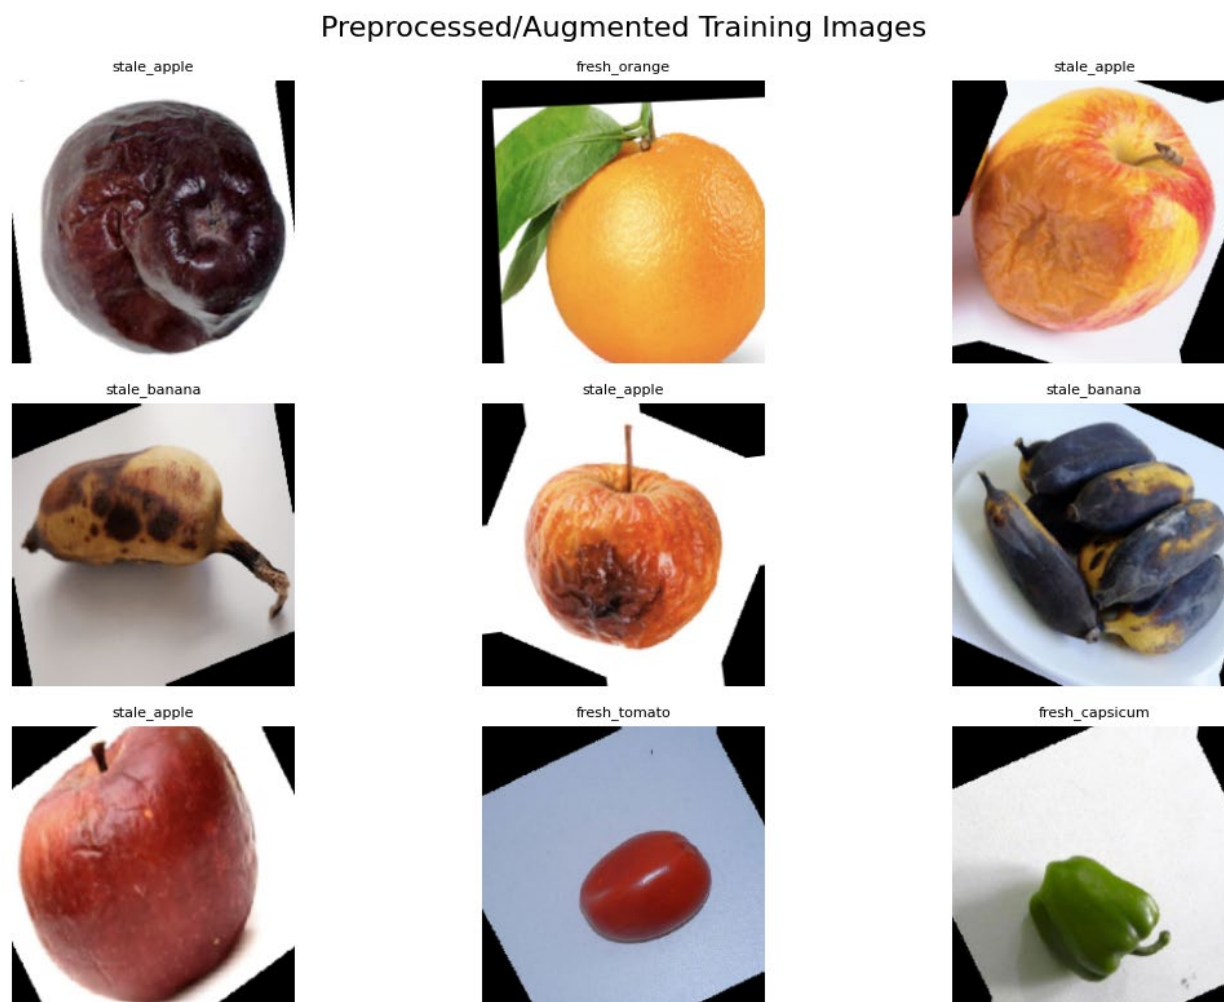 Preprocessed/Augmented Training Images
stale_apple
fresh_orange
stale_apple
stale_banana
stale_apple
stale_banana
stale_apple
fresh_tomato
fresh_capsicum